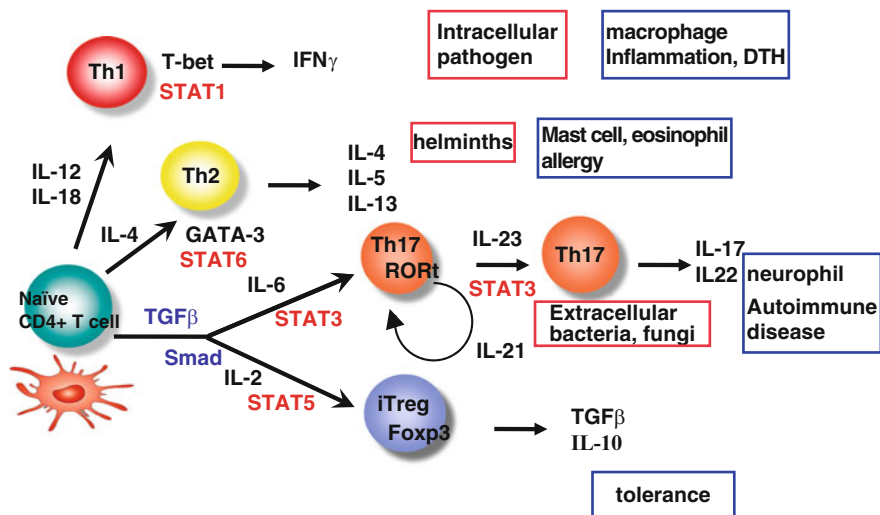 Th1
T-bet
STAT1
IFNγ
Intracellular
pathogen
macrophage
Inflammation, DTH
IL-12
IL-18
Th2
IL-4
IL-5
IL-13
helminths
Mast cell, eosinophil
allergy
IL-4
GATA-3
STAT6
Naïve
CD4+ T cell
TGFβ
Smad
IL-6
STAT3
Th17
RORt
IL-21
IL-23
STAT3
Th17
Extracellular
bacteria, fungi
IL-17
IL22
neurophil
Autoimmune
disease
IL-2
STAT5
iTreg
Foxp3
TGFβ
IL-10
tolerance